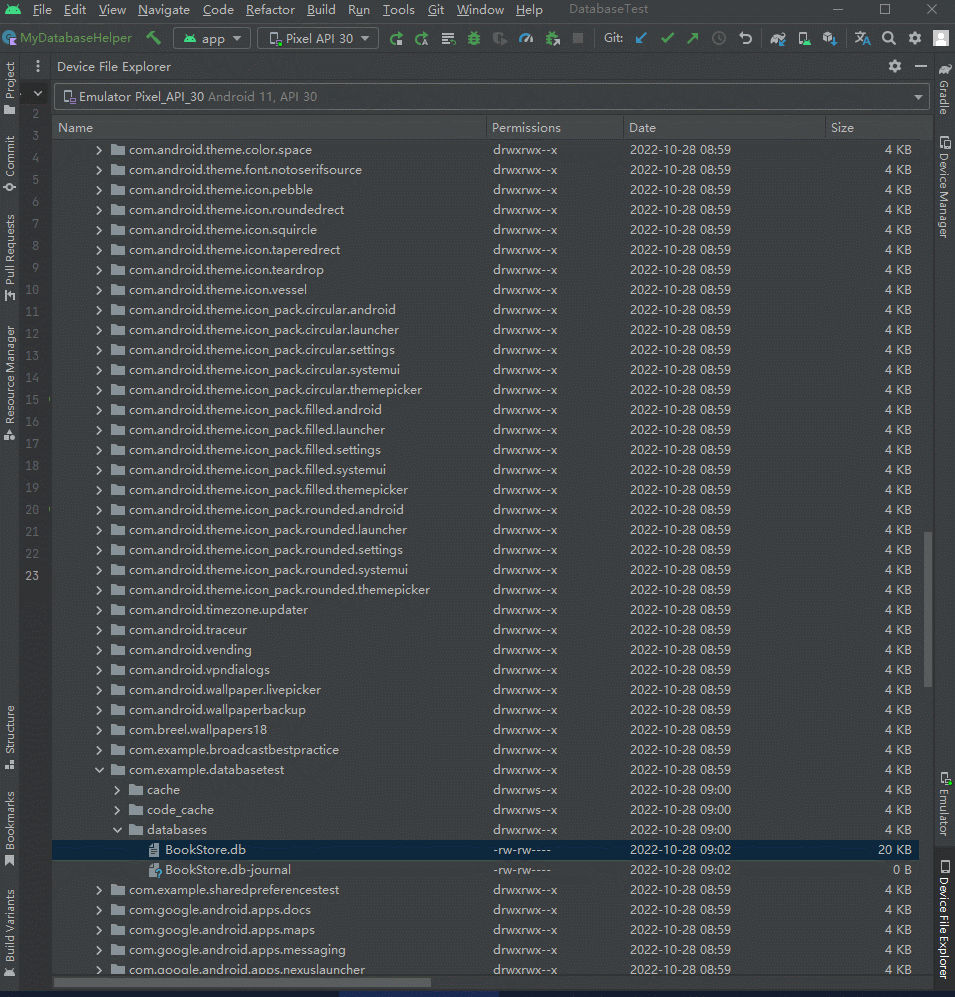 File Edit View Navigate Code Refactor Build Run Tools Git Window Help DatabaseTest
MyDatabaseHelper app Pixel API 30 Git:
Device File Explorer
Emulator Pixel_API_30 Android 11, API 30
Name Permissions Date Size
com.android.theme.color.space drwxrwx--x 2022-10-28 08:59 4 KB
com.android.theme.font.notoserifsource drwxrwx--x 2022-10-28 08:59 4 KB
com.android.theme.icon.pebble drwxrwx--x 2022-10-28 08:59 4 KB
com.android.theme.icon.roundedrect drwxrwx--x 2022-10-28 08:59 4 KB
com.android.theme.icon.squircle drwxrwx--x 2022-10-28 08:59 4 KB
com.android.theme.icon.taperedrect drwxrwx--x 2022-10-28 08:59 4 KB
com.android.theme.icon.teardrop drwxrwx--x 2022-10-28 08:59 4 KB
com.android.theme.icon.vessel drwxrwx--x 2022-10-28 08:59 4 KB
com.android.theme.icon_pack.circular.android drwxrwx--x 2022-10-28 08:59 4 KB
com.android.theme.icon_pack.circular.launcher drwxrwx--x 2022-10-28 08:59 4 KB
com.android.theme.icon_pack.circular.settings drwxrwx--x 2022-10-28 08:59 4 KB
com.android.theme.icon_pack.circular.systemui drwxrwx--x 2022-10-28 08:59 4 KB
com.android.theme.icon_pack.circular.themepicker drwxrwx--x 2022-10-28 08:59 4 KB
com.android.theme.icon_pack.filled.android drwxrwx--x 2022-10-28 08:59 4 KB
com.android.theme.icon_pack.filled.launcher drwxrwx--x 2022-10-28 08:59 4 KB
com.android.theme.icon_pack.filled.settings drwxrwx--x 2022-10-28 08:59 4 KB
com.android.theme.icon_pack.filled.systemui drwxrwx--x 2022-10-28 08:59 4 KB
com.android.theme.icon_pack.filled.themepicker drwxrwx--x 2022-10-28 08:59 4 KB
com.android.theme.icon_pack.rounded.android drwxrwx--x 2022-10-28 08:59 4 KB
com.android.theme.icon_pack.rounded.launcher drwxrwx--x 2022-10-28 08:59 4 KB
com.android.theme.icon_pack.rounded.settings drwxrwx--x 2022-10-28 08:59 4 KB
com.android.theme.icon_pack.rounded.systemui drwxrwx--x 2022-10-28 08:59 4 KB
com.android.theme.icon_pack.rounded.themepicker drwxrwx--x 2022-10-28 08:59 4 KB
com.android.timezone.updater drwxrwx--x 2022-10-28 08:59 4 KB
com.android.traceur drwxrwx--x 2022-10-28 08:59 4 KB
com.android.vending drwxrwx--x 2022-10-28 08:59 4 KB
com.android.vpndialogs drwxrwx--x 2022-10-28 08:59 4 KB
com.android.wallpaper.livepicker drwxrwx--x 2022-10-28 08:59 4 KB
com.android.wallpaperbackup drwxrwx--x 2022-10-28 08:59 4 KB
com.breel.wallpapers18 drwxrwx--x 2022-10-28 08:59 4 KB
com.example.broadcastbestpractice drwxrwx--x 2022-10-28 08:59 4 KB
com.example.databasetest drwxrwx--x 2022-10-28 08:59 4 KB
cache drwxrws--x 2022-10-28 09:00 4 KB
code_cache drwxrws--x 2022-10-28 09:00 4 KB
databases drwxrwx--x 2022-10-28 09:00 4 KB
BookStore.db -rw-rw---- 2022-10-28 09:02 20 KB
BookStore.db-journal -rw-rw---- 2022-10-28 09:02 0 B
com.example.sharedpreferencestest drwxrwx--x 2022-10-28 08:59 4 KB
com.google.android.apps.docs drwxrwx--x 2022-10-28 08:59 4 KB
com.google.android.apps.maps drwxrwx--x 2022-10-28 08:59 4 KB
com.google.android.apps.messaging drwxrwx--x 2022-10-28 08:59 4 KB
com.google.android.apps.nexuslauncher drwxrwx--x 2022-10-28 08:59 4 KB
2
3
4
5
6
7
8
9
10
11
12
13
14
15
16
17
18
19
20
21
22
23
Project
Commit
Pull Requests
Resource Manager
Structure
Bookmarks
Build Variants
Gradle
Device Manager
Emulator
Device File Explorer